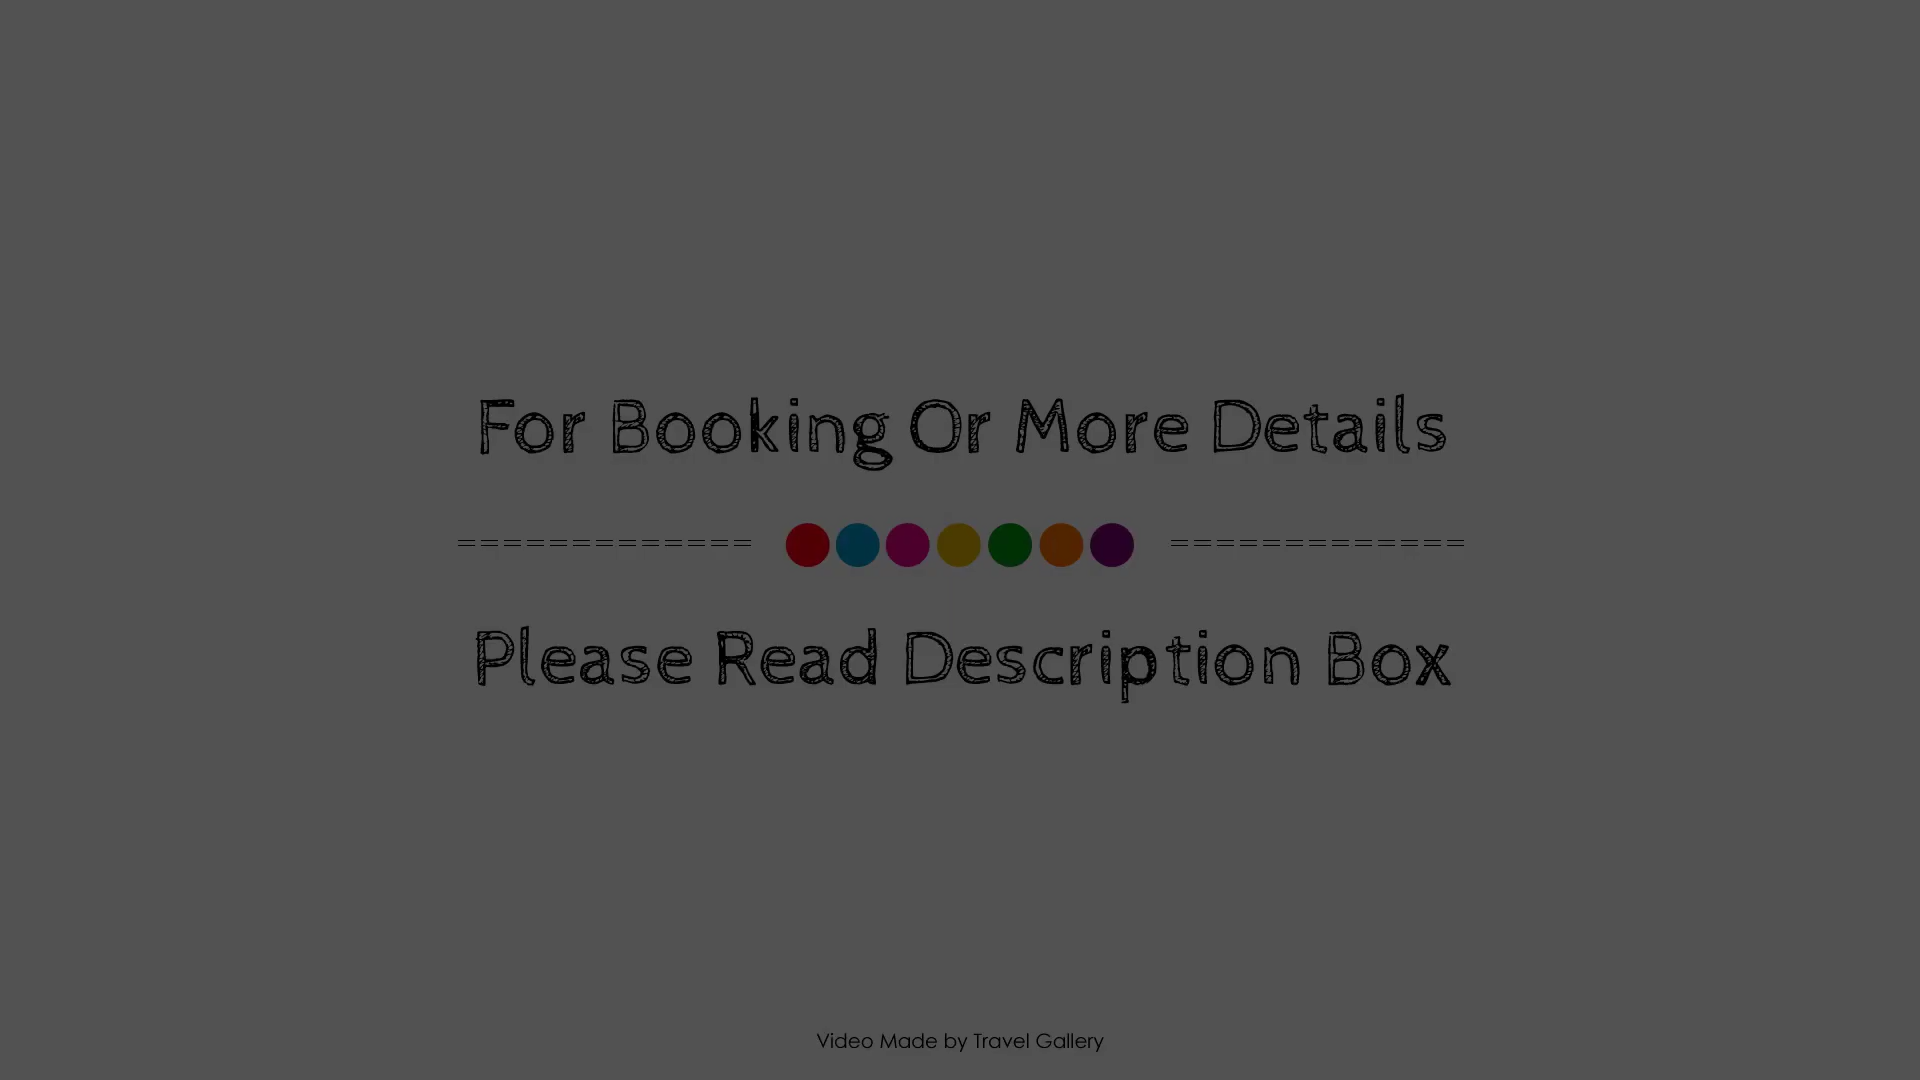 For Booking Or More Details
============= =============
Please Read Description Box
Video Made by Travel Gallery